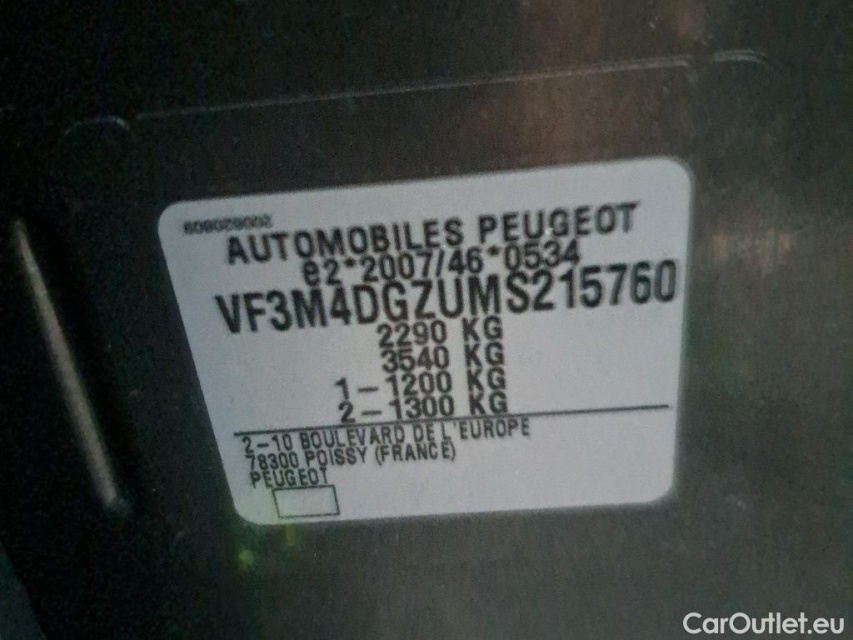 AUTOMOBILES PEUGEOT
e2*2007/46*0534
VF3M4DGZUMS215760
2290 KG
3540 KG
1-1200 KG
2-1300 KG
2-10 BOULEVARD DE L'EUROPE
78300 POISSY (FRANCE)
PEUGEOT
CarOutlet.eu